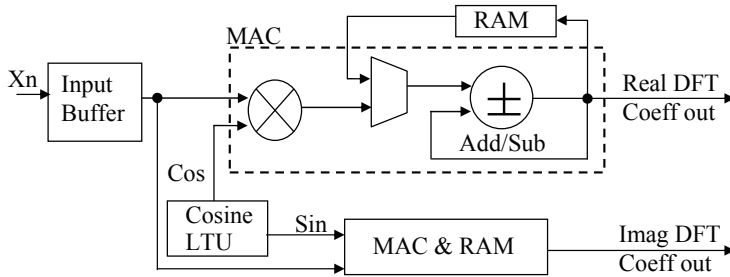 RAM
MAC
Xn
Input
Buffer
±
Real DFT
Coeff out
Add/Sub
Cos
Cosine
LTU
Sin
MAC & RAM
Imag DFT
Coeff out